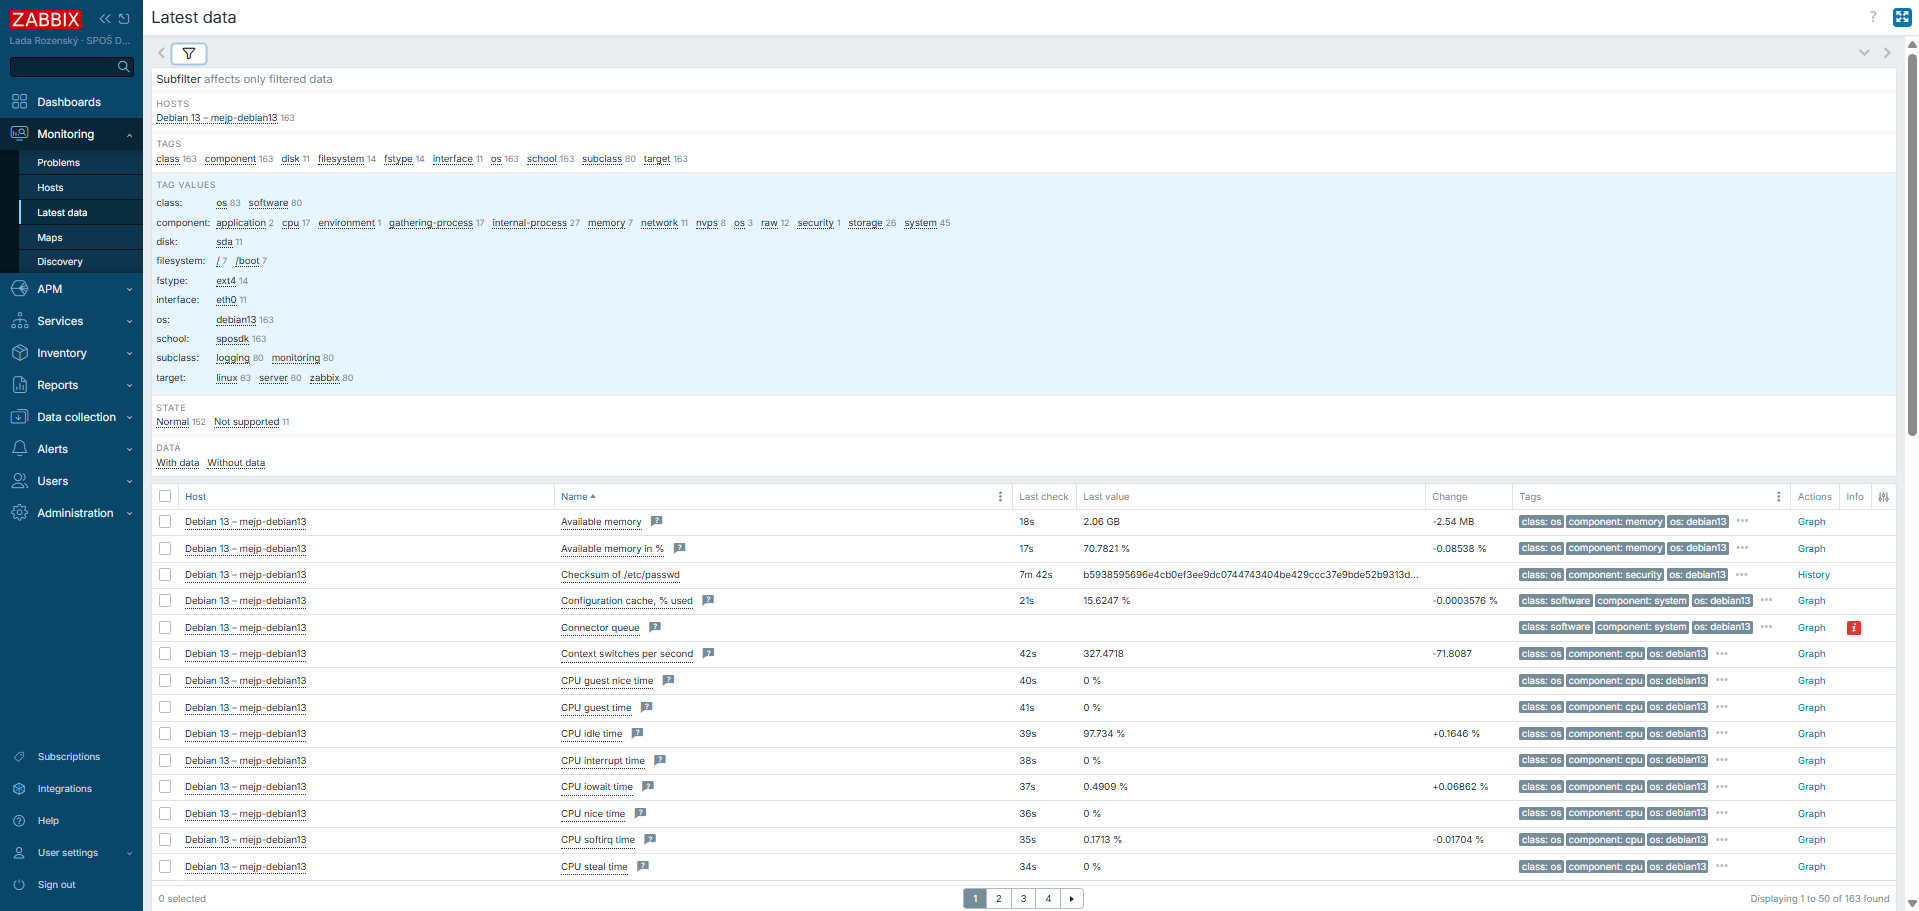 ZABBIX
Latest data
?
Lada Rozenský - SPOŠ D...
Dashboards
Monitoring
Problems
Hosts
Latest data
Maps
Discovery
APM
Services
Inventory
Reports
Data collection
Alerts
Users
Administration
Subscriptions
Integrations
Help
User settings
Sign out
Subfilter affects only filtered data
HOSTS
Debian 13 – mejp-debian13 163
TAGS
class 163 component 163 disk 11 filesystem 14 fstype 14 interface 11 os 163 school 163 subclass 80 target 163
TAG VALUES
class: os 83 software 80
component: application 2 cpu 17 environment 1 gathering-process 17 internal-process 27 memory 7 network 11 nvps 8 os 3 raw 12 security 1 storage 26 system 45
disk: sda 11
filesystem: / 7 /boot 7
fstype: ext4 14
interface: eth0 11
os: debian13 163
school: sposdk 163
subclass: logging 80 monitoring 80
target: linux 83 server 80 zabbix 80
STATE
Normal 152 Not supported 11
DATA
With data Without data
Host Name Last check Last value Change Tags Actions Info
Debian 13 – mejp-debian13 Available memory ? 18s 2.06 GB -2.54 MB class: os component: memory os: debian13 ••• Graph
Debian 13 – mejp-debian13 Available memory in % ? 17s 70.7821 % -0.08538 % class: os component: memory os: debian13 ••• Graph
Debian 13 – mejp-debian13 Checksum of /etc/passwd 7m 42s b5938595696e4cb0ef3ee9dc0744743404be429ccc37e9bde52b9313d... class: os component: security os: debian13 ••• History
Debian 13 – mejp-debian13 Configuration cache, % used ? 21s 15.6247 % -0.0003576 % class: software component: system os: debian13 ••• Graph
Debian 13 – mejp-debian13 Connector queue ? class: software component: system os: debian13 ••• Graph i
Debian 13 – mejp-debian13 Context switches per second ? 42s 327.4718 -71.8087 class: os component: cpu os: debian13 ••• Graph
Debian 13 – mejp-debian13 CPU guest nice time ? 40s 0 % class: os component: cpu os: debian13 ••• Graph
Debian 13 – mejp-debian13 CPU guest time ? 41s 0 % class: os component: cpu os: debian13 ••• Graph
Debian 13 – mejp-debian13 CPU idle time ? 39s 97.734 % +0.1646 % class: os component: cpu os: debian13 ••• Graph
Debian 13 – mejp-debian13 CPU interrupt time ? 38s 0 % class: os component: cpu os: debian13 ••• Graph
Debian 13 – mejp-debian13 CPU iowait time ? 37s 0.4909 % +0.06862 % class: os component: cpu os: debian13 ••• Graph
Debian 13 – mejp-debian13 CPU nice time ? 36s 0 % class: os component: cpu os: debian13 ••• Graph
Debian 13 – mejp-debian13 CPU softirq time ? 35s 0.1713 % -0.01704 % class: os component: cpu os: debian13 ••• Graph
Debian 13 – mejp-debian13 CPU steal time ? 34s 0 % class: os component: cpu os: debian13 ••• Graph
0 selected 1 2 3 4 Displaying 1 to 50 of 163 found